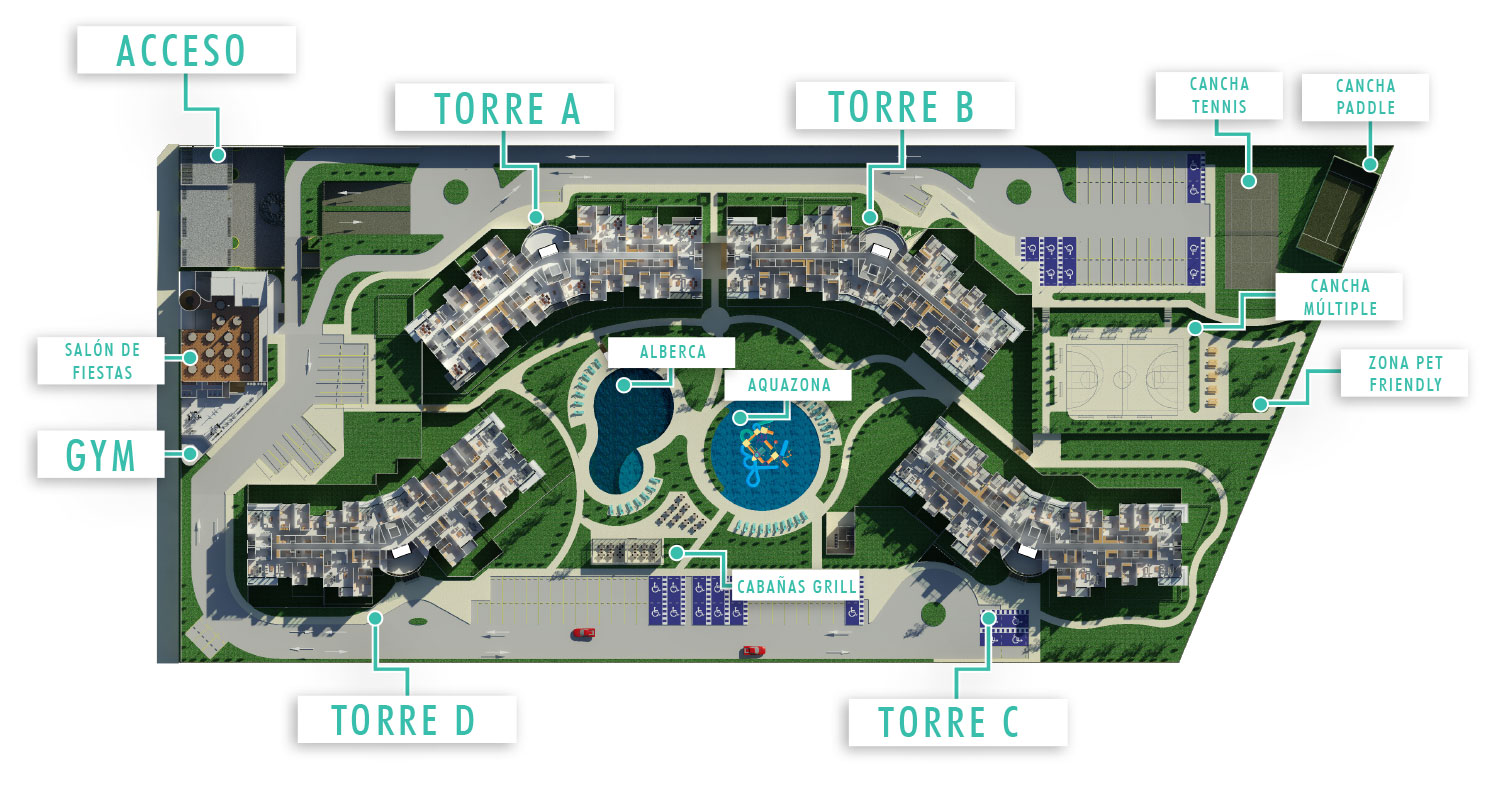 ACCESO
TORRE A
TORRE B
CANCHA
TENNIS
CANCHA
PADDLE
CANCHA
MÚLTIPLE
SALÓN DE
FIESTAS
ALBERCA
AQUAZONA
ZONA PET
FRIENDLY
GYM
CABAÑAS GRILL
TORRE D
TORRE C